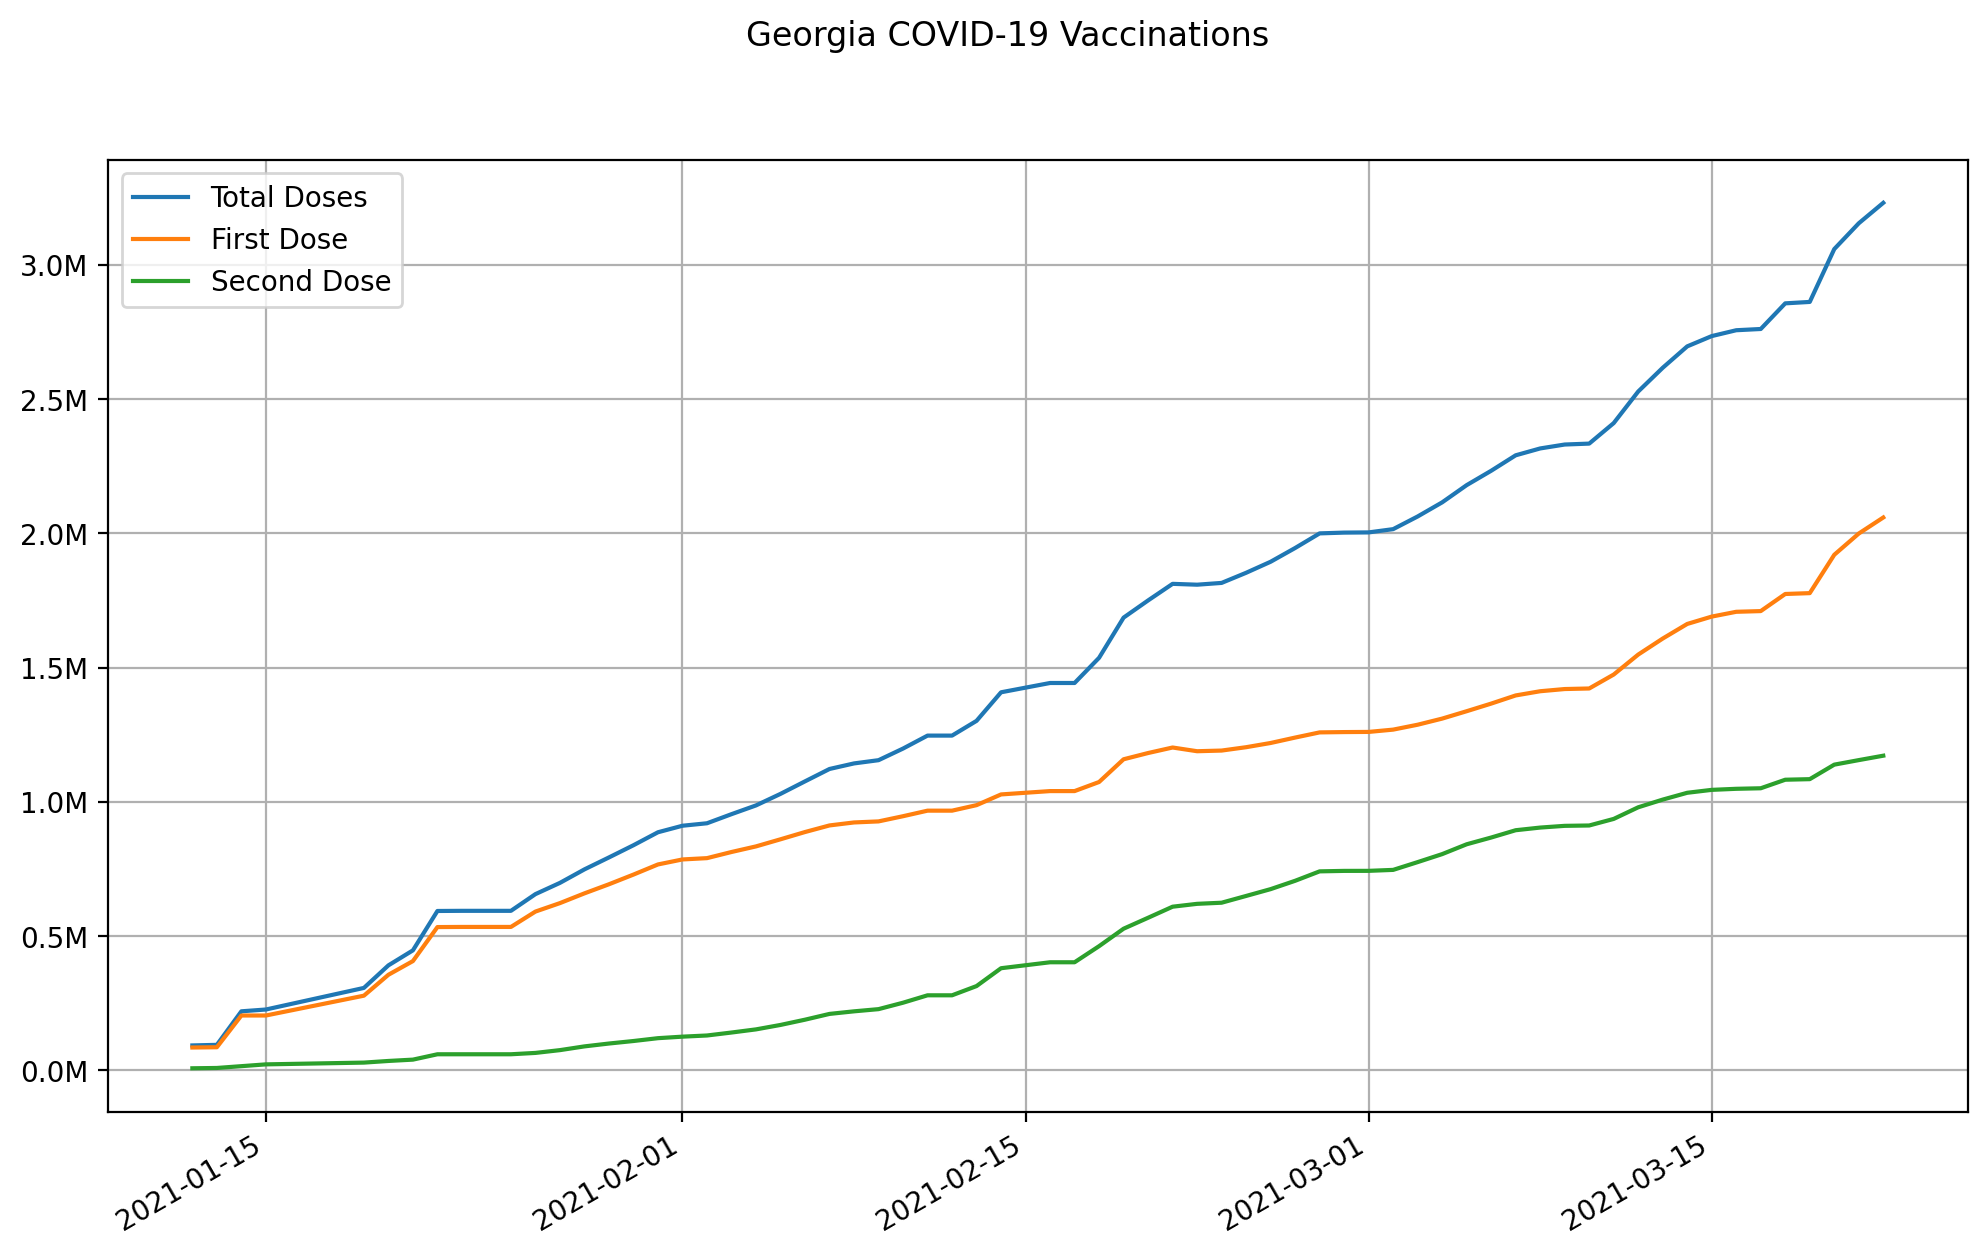 Georgia COVID-19 Vaccinations
Total Doses
First Dose
Second Dose
3.0M
2.5M
2.0M
1.5M
1.0M
0.5M
0.0M
2021-01-15
2021-02-01
2021-02-15
2021-03-01
2021-03-15